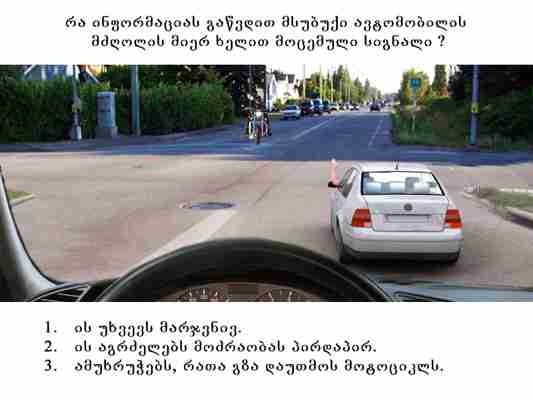 რა ინფორმაციას გაწვდით მსუბუქი ავტომობილის
მძღოლის მიერ ხელით მოცემული სიგნალი ?
1. ის უხვევს მარჯვნივ.
2. ის აგრძელებს მოძრაობას პირდაპირ.
3. ამუხრუჭებს, რათა გზა დაუთმოს მოტოციკლს.